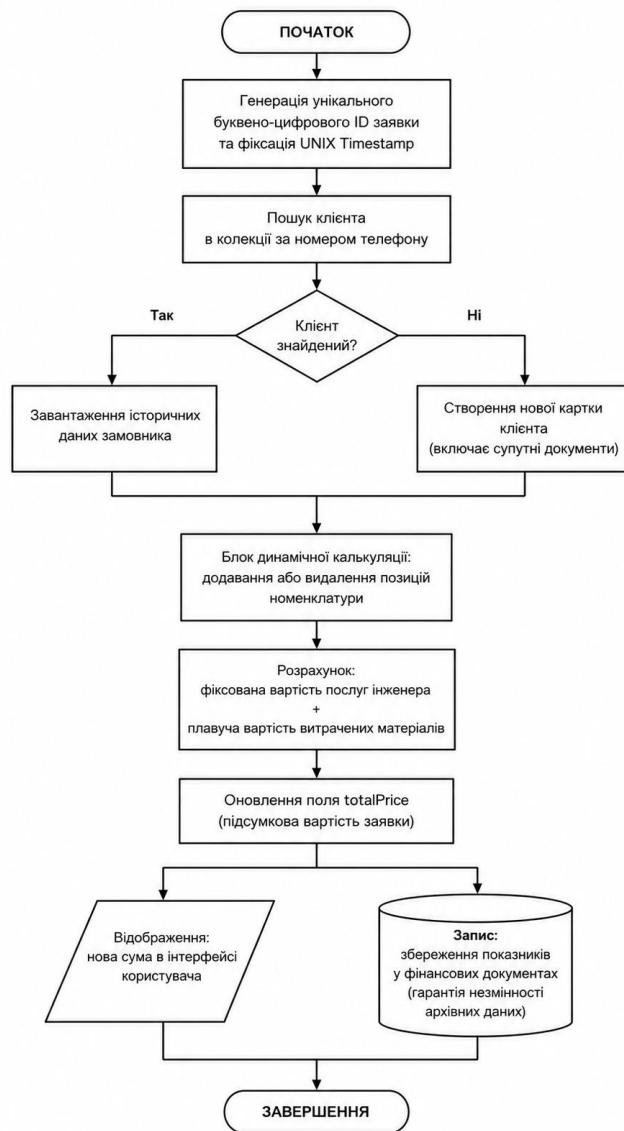 ПОЧАТОК
Генерація унікального
буквено-цифрового ID заявки
та фіксація UNIX Timestamp
Пошук клієнта
в колекції за номером телефону
Так
Ні
Клієнт
знайдений?
Завантаження історичних
даних замовника
Створення нової картки
клієнта
(включає супутні документи)
Блок динамічної калькуляції:
додавання або видалення позицій
номенклатури
Розрахунок:
фіксована вартість послуг інженера
+
плавуча вартість витрачених матеріалів
Оновлення поля totalPrice
(підсумкова вартість заявки)
Відображення:
нова сума в інтерфейсі
користувача
Запис:
збереження показників
у фінансових документах
(гарантія незмінності
архівних даних)
ЗАВЕРШЕННЯ